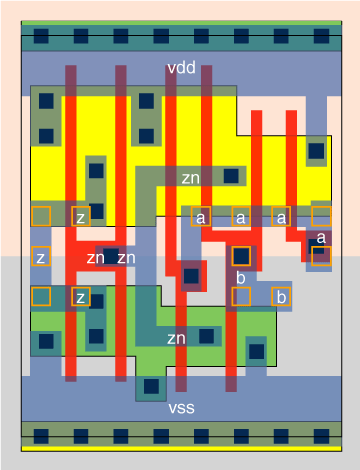 vdd
zn
z a a a
z zn zn a
b
z b
zn
vss